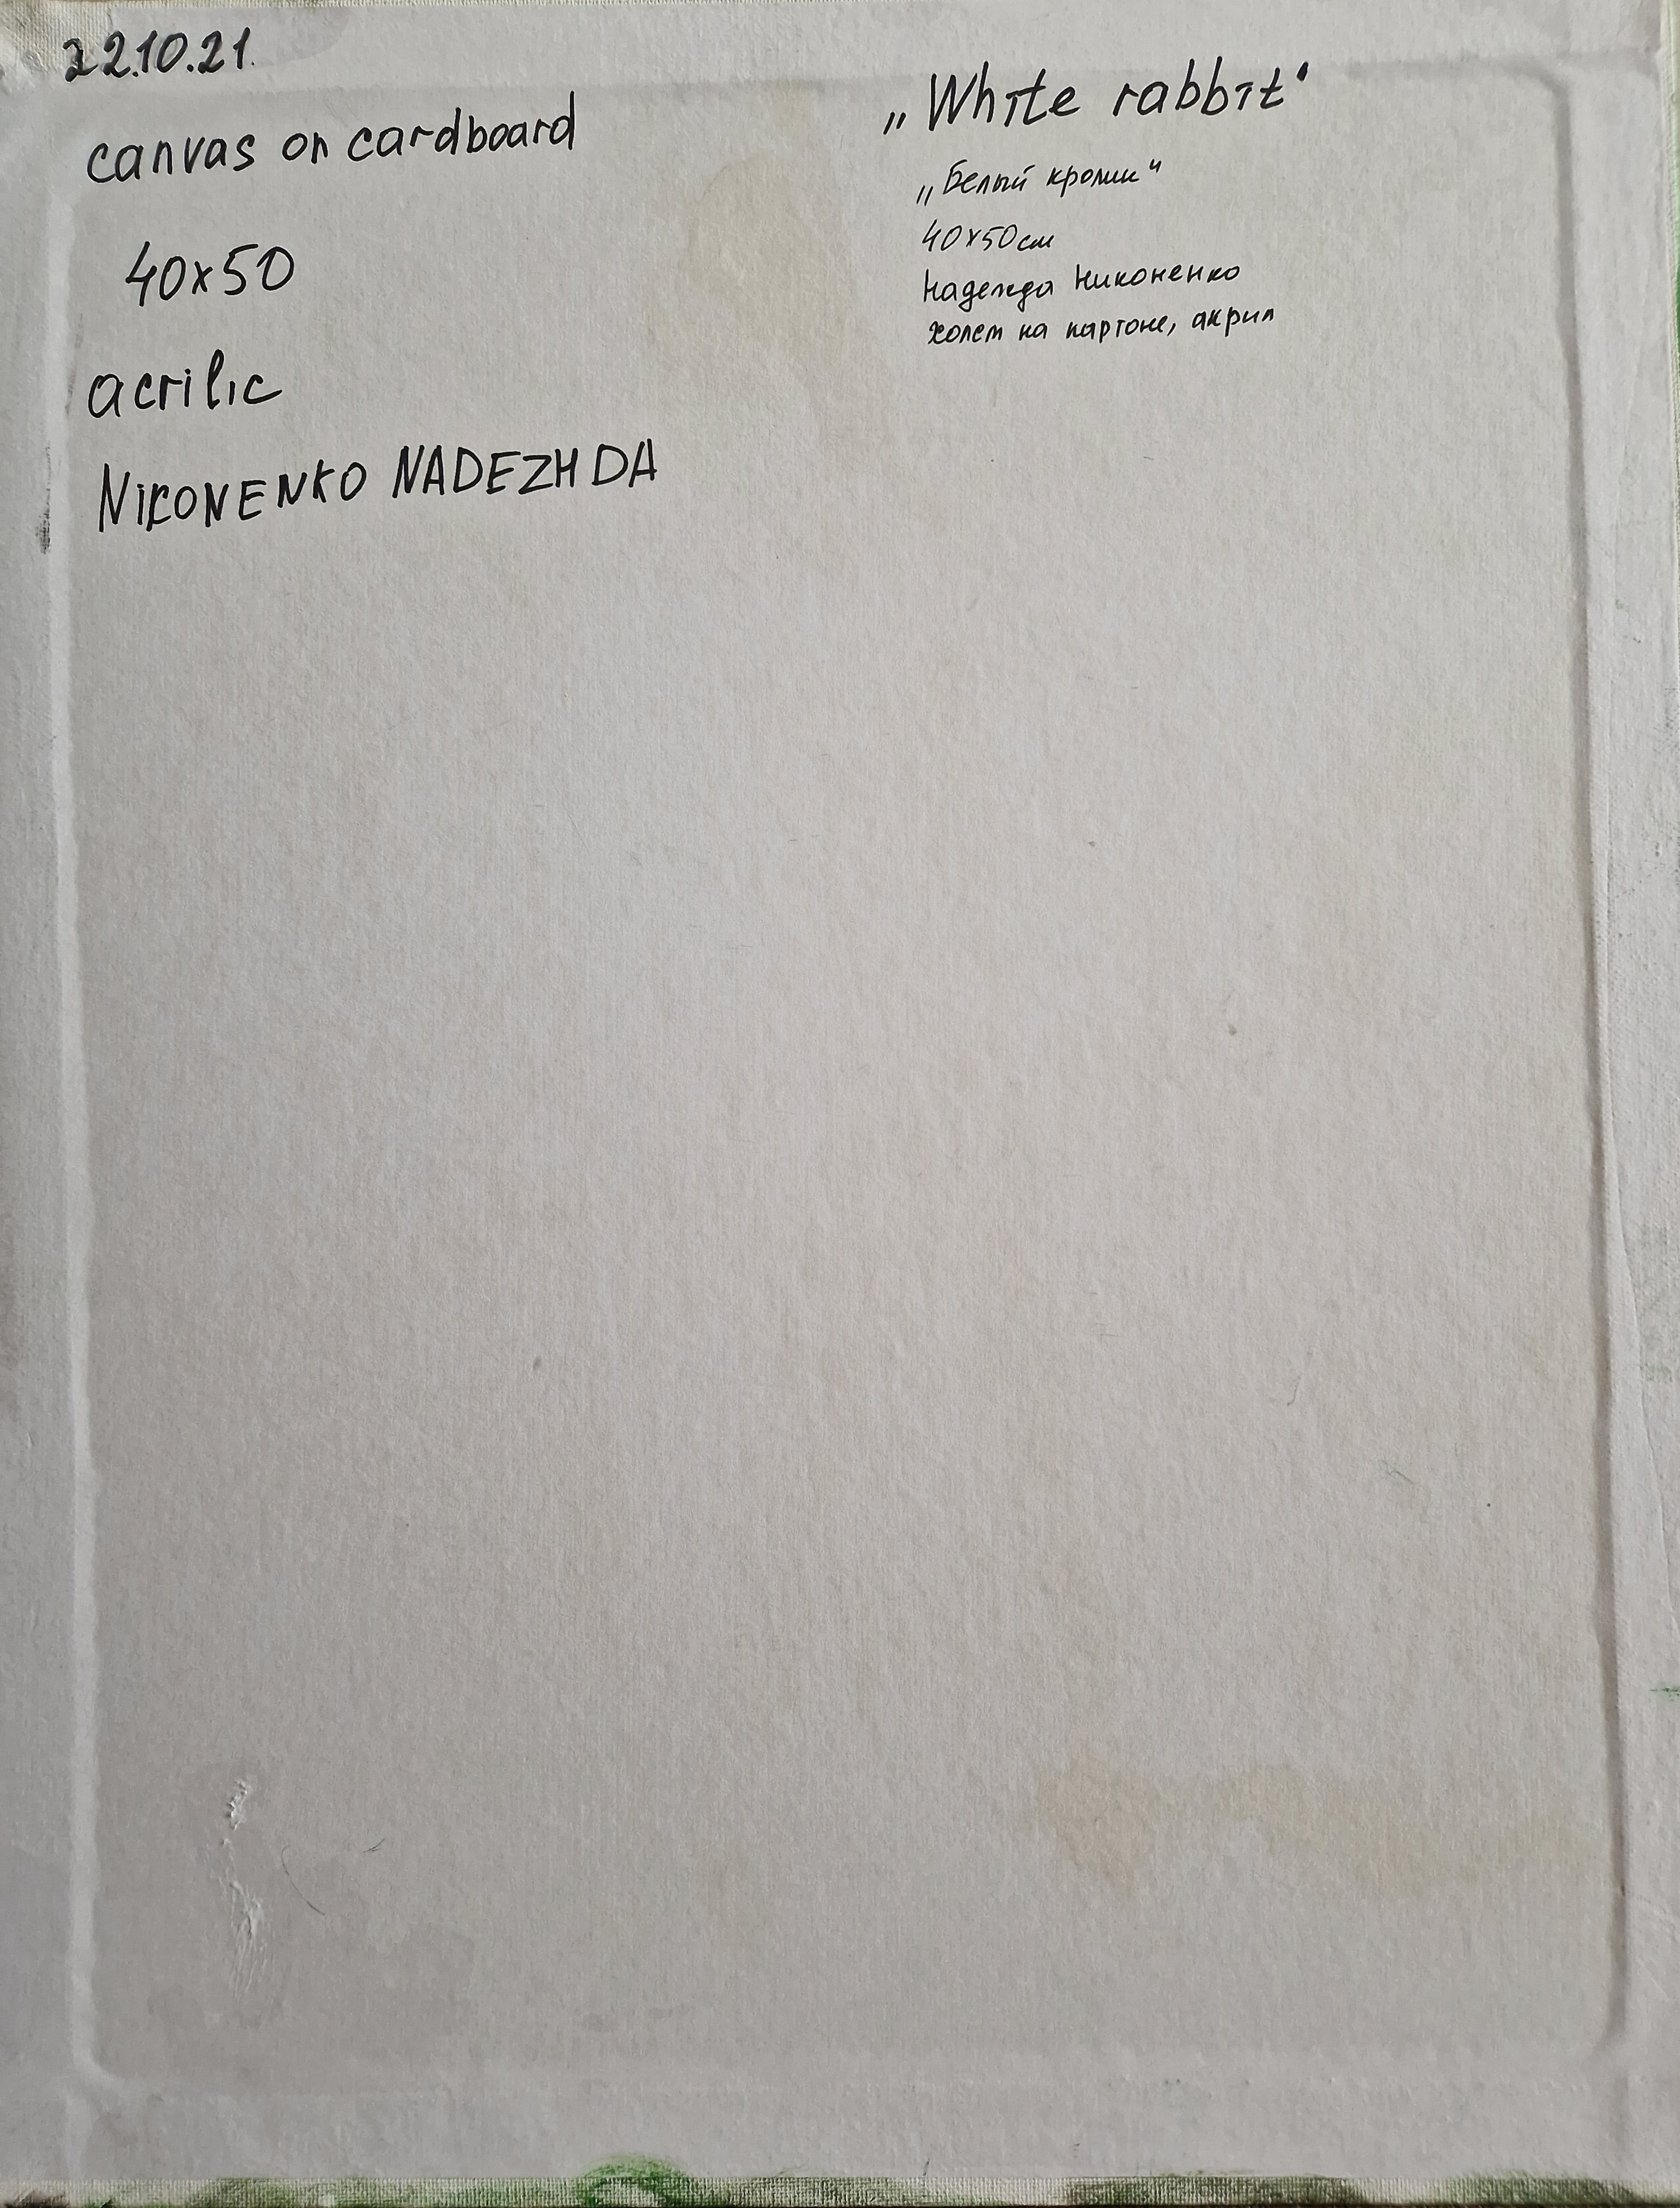 22.10.21.
canvas on cardboard
40x50
acrilic
NIKONENKO NADEZHDA
„White rabbit"
„Белый кролик"
40x50см
Надежда Никоненко
холст на картоне, акрил